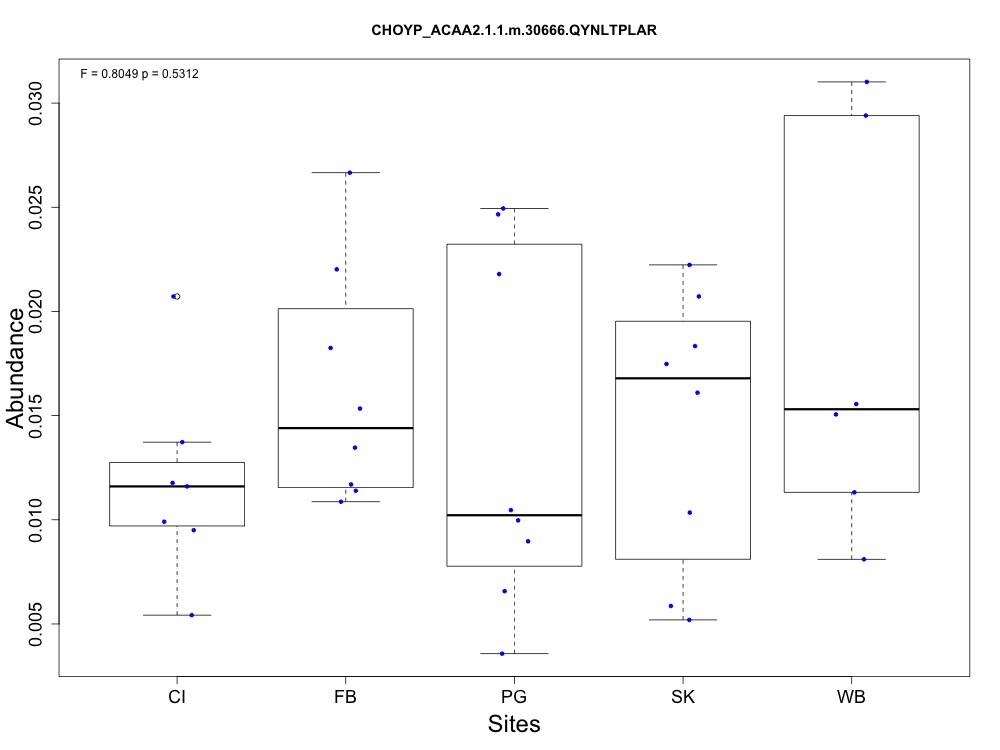 CHOYP_ACAA2.1.1.m.30666.QYNLTPLAR
F = 0.8049 p = 0.5312
0.030
0.025
0.020
0.015
0.010
0.005
Abundance
CI FB PG SK WB
Sites